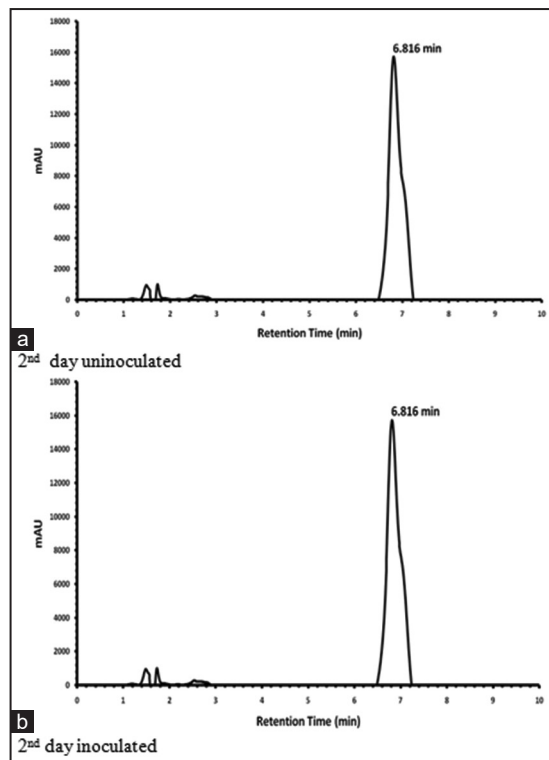 18000
16000
14000
12000
10000
8000
6000
4000
2000
0
mAU
6.816 min
0 1 2 3 4 5 6 7 8 9 10
Retention Time (min)
a
2nd day uninoculated
18000
16000
14000
12000
10000
8000
6000
4000
2000
0
mAU
6.816 min
0 1 2 3 4 5 6 7 8 9 10
Retention Time (min)
b
2nd day inoculated